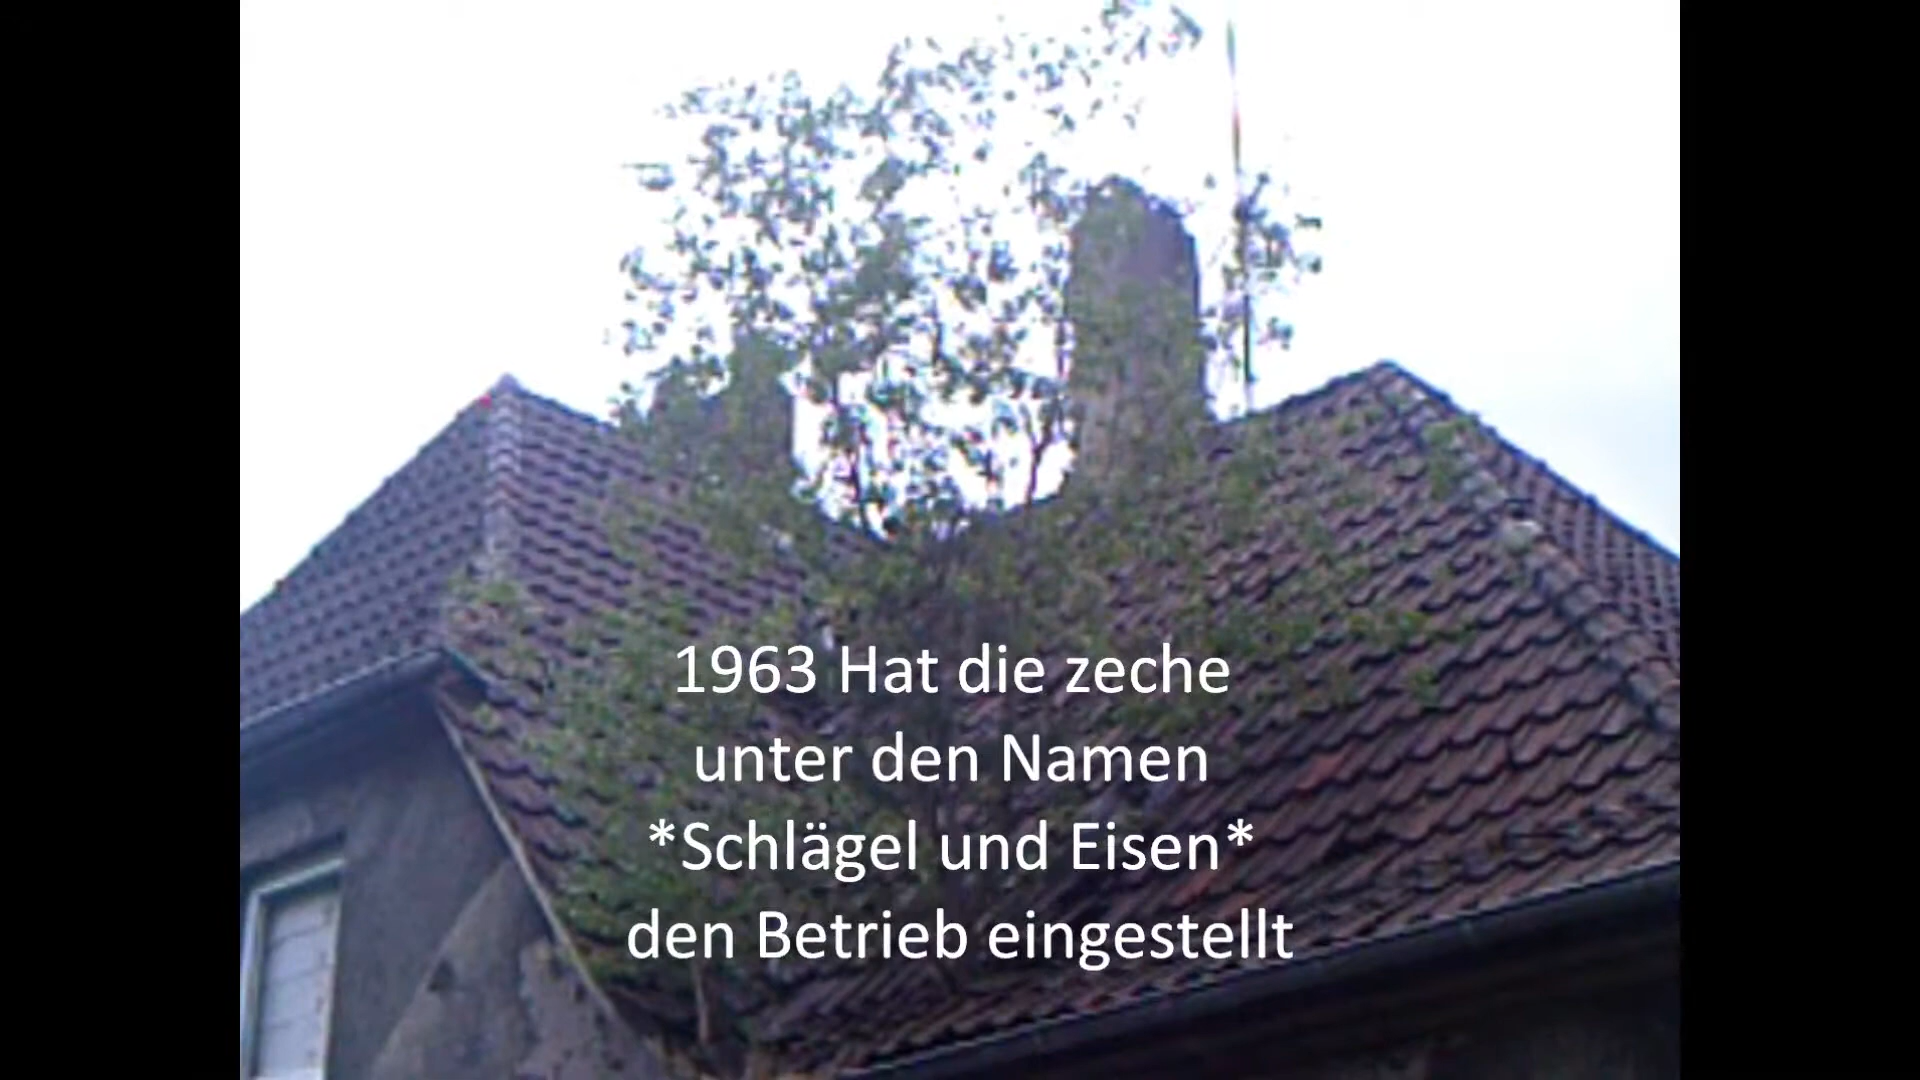 1963 Hat die zeche
unter den Namen
*Schlägel und Eisen*
den Betrieb eingestellt